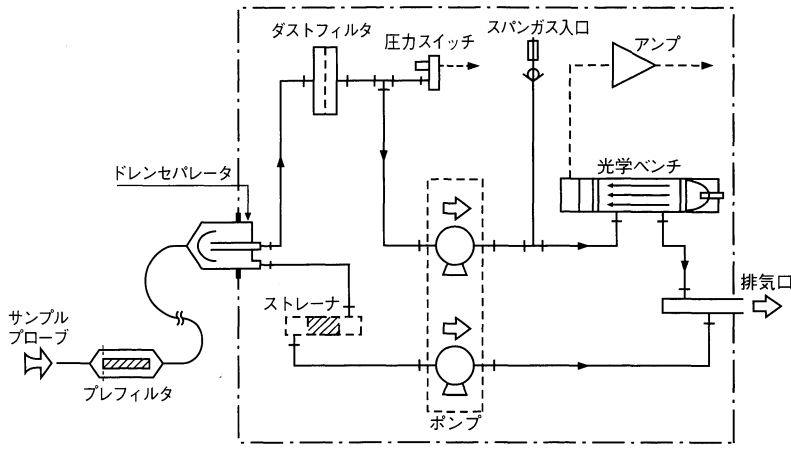 ダストフィルタ
圧力スイッチ
スパンガス入口
アンプ
ドレンセパレータ
光学ベンチ
排気口
ストレーナ
サンプル
プローブ
プレフィルタ
ポンプ